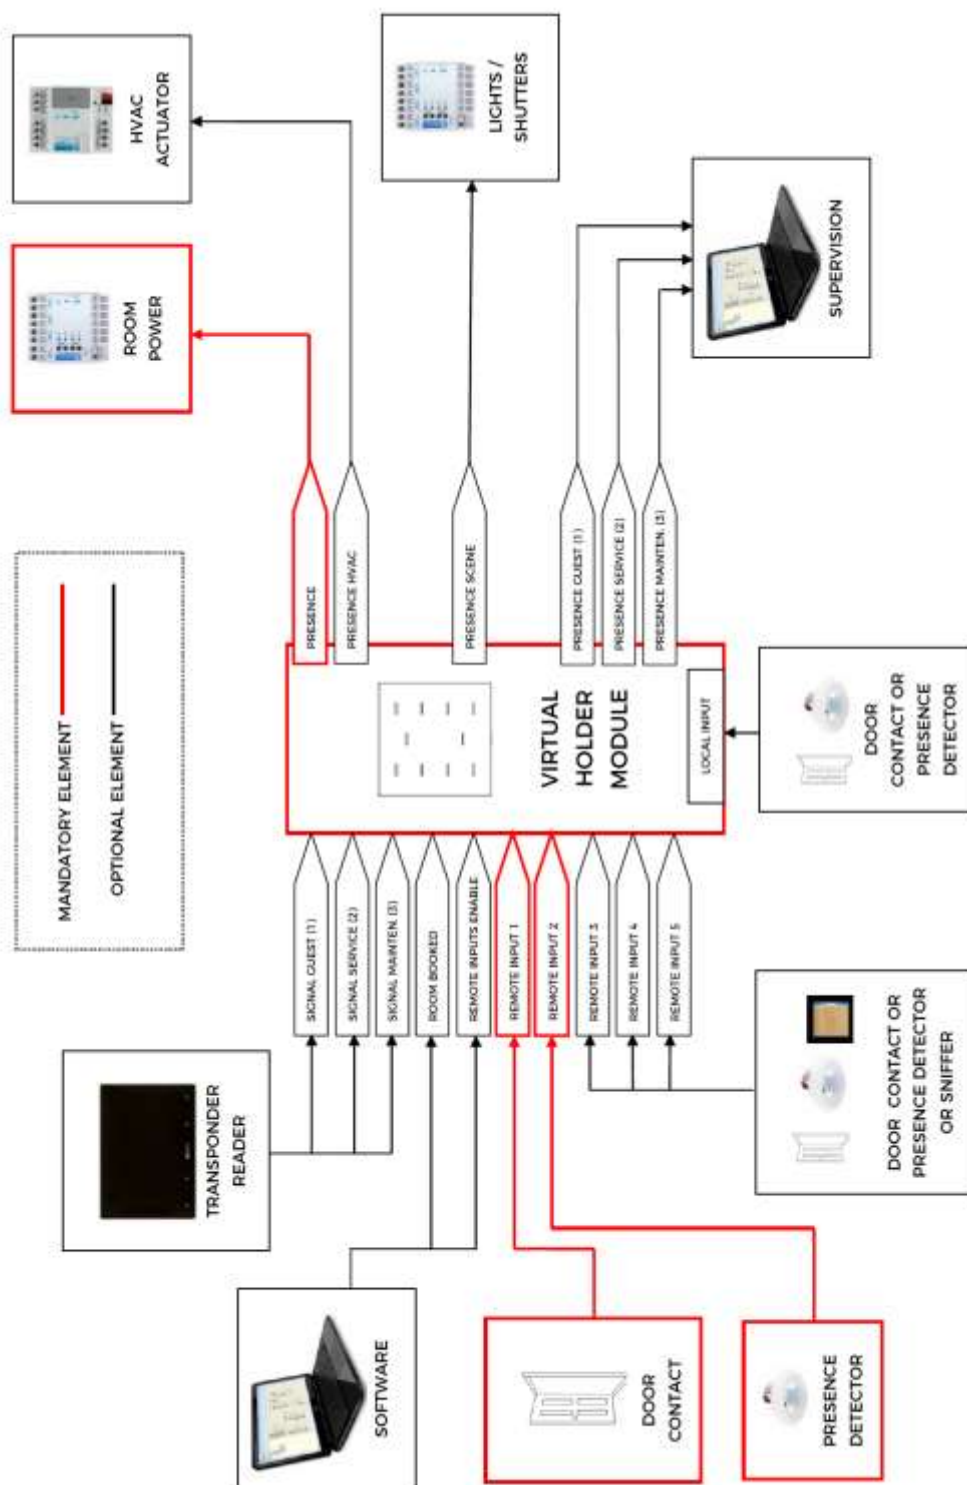 MANDATORY ELEMENT
OPTIONAL ELEMENT
SOFTWARE
TRANSPONDER
READER
DOOR
CONTACT
PRESENCE
DETECTOR
DOOR CONTACT OR
PRESENCE DETECTOR
OR SNIFFER
SIGNAL GUEST (1)
SIGNAL SERVICE (2)
SIGNAL MAINTEN. (3)
ROOM BOOKED
REMOTE INPUTS ENABLE
REMOTE INPUT 1
REMOTE INPUT 2
REMOTE INPUT 3
REMOTE INPUT 4
REMOTE INPUT 5
VIRTUAL
HOLDER
MODULE
LOCAL INPUT
DOOR
CONTACT OR
PRESENCE
DETECTOR
PRESENCE
PRESENCE HVAC
PRESENCE SCENE
PRESENCE GUEST (1)
PRESENCE SERVICE (2)
PRESENCE MAINTEN. (3)
ROOM
POWER
HVAC
ACTUATOR
LIGHTS /
SHUTTERS
SUPERVISION